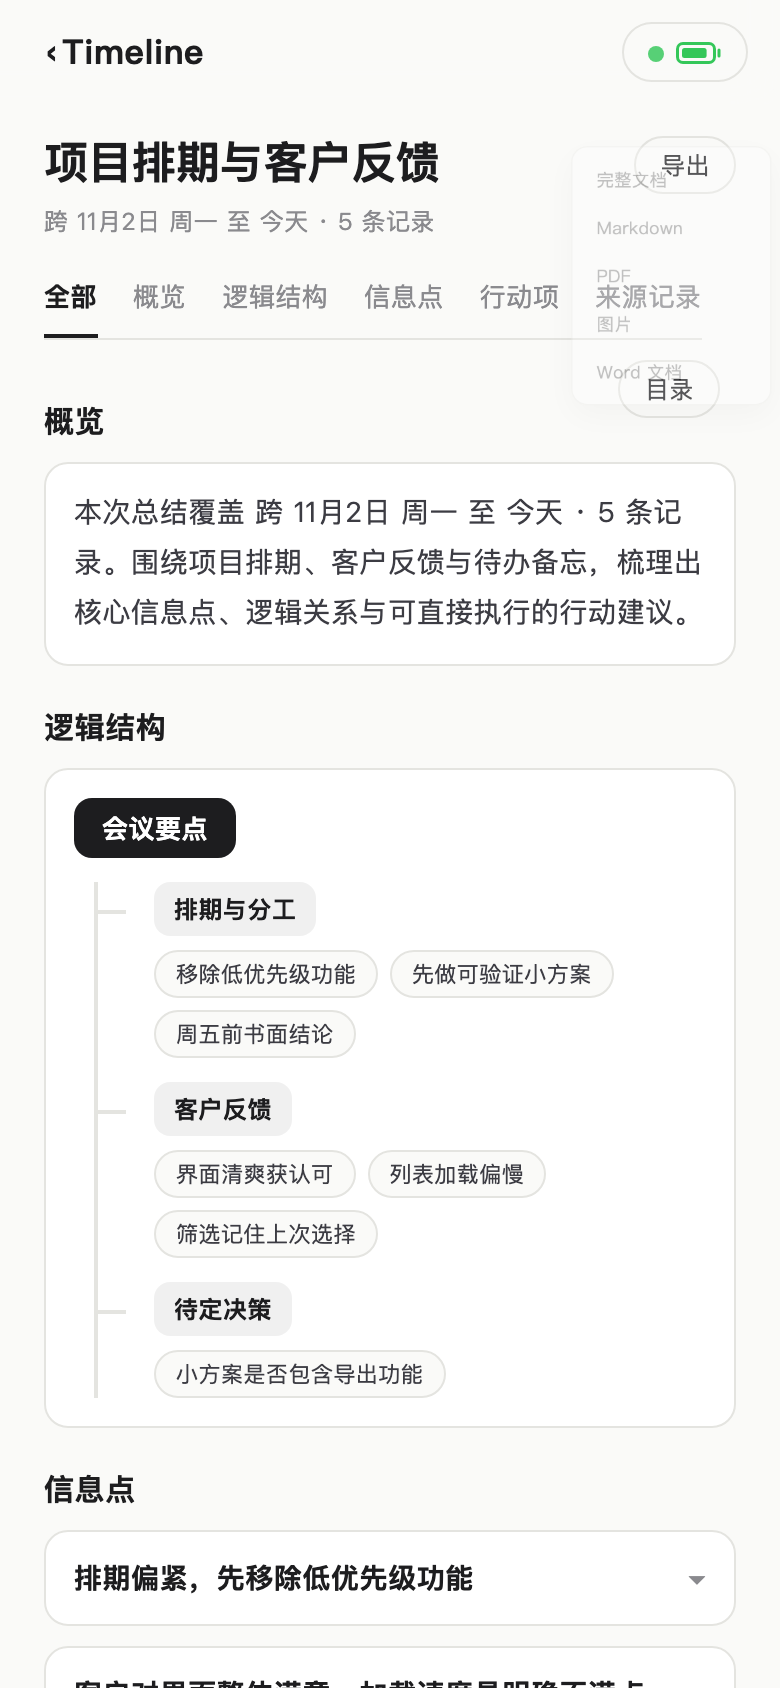 ‹Timeline
项目排期与客户反馈
导出
跨 11月2日 周一 至 今天 · 5 条记录
完整文档
Markdown
PDF
图片
Word 文档
全部 概览 逻辑结构 信息点 行动项 来源记录
目录
概览
本次总结覆盖 跨 11月2日 周一 至 今天 · 5 条记
录。围绕项目排期、客户反馈与待办备忘，梳理出
核心信息点、逻辑关系与可直接执行的行动建议。
逻辑结构
会议要点
排期与分工
移除低优先级功能 先做可验证小方案
周五前书面结论
客户反馈
界面清爽获认可 列表加载偏慢
筛选记住上次选择
待定决策
小方案是否包含导出功能
信息点
排期偏紧，先移除低优先级功能